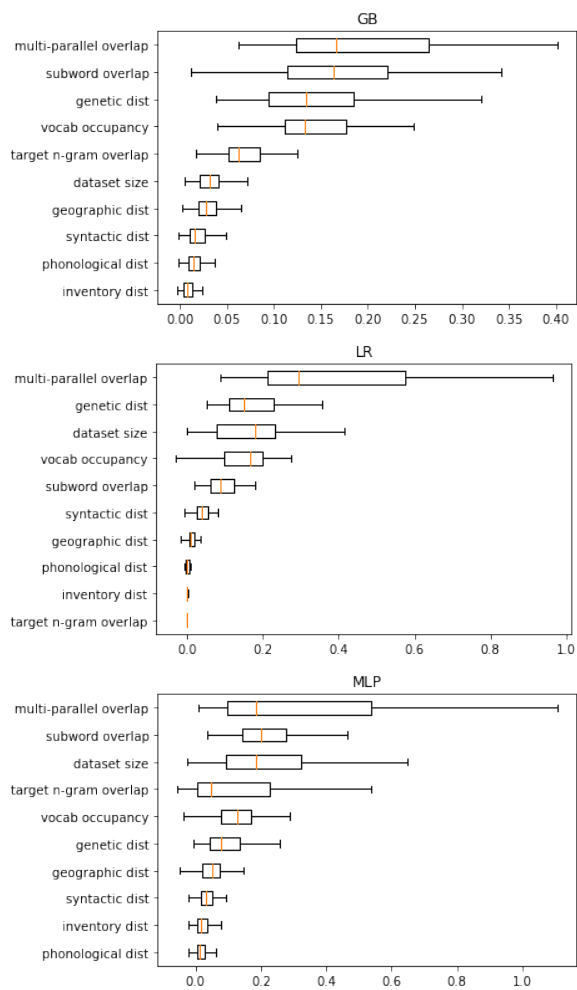 GB
multi-parallel overlap
subword overlap
genetic dist
vocab occupancy
target n-gram overlap
dataset size
geographic dist
syntactic dist
phonological dist
inventory dist
0.00 0.05 0.10 0.15 0.20 0.25 0.30 0.35 0.40
LR
multi-parallel overlap
genetic dist
dataset size
vocab occupancy
subword overlap
syntactic dist
geographic dist
phonological dist
inventory dist
target n-gram overlap
0.0 0.2 0.4 0.6 0.8 1.0
MLP
multi-parallel overlap
subword overlap
dataset size
target n-gram overlap
vocab occupancy
genetic dist
geographic dist
syntactic dist
inventory dist
phonological dist
0.0 0.2 0.4 0.6 0.8 1.0